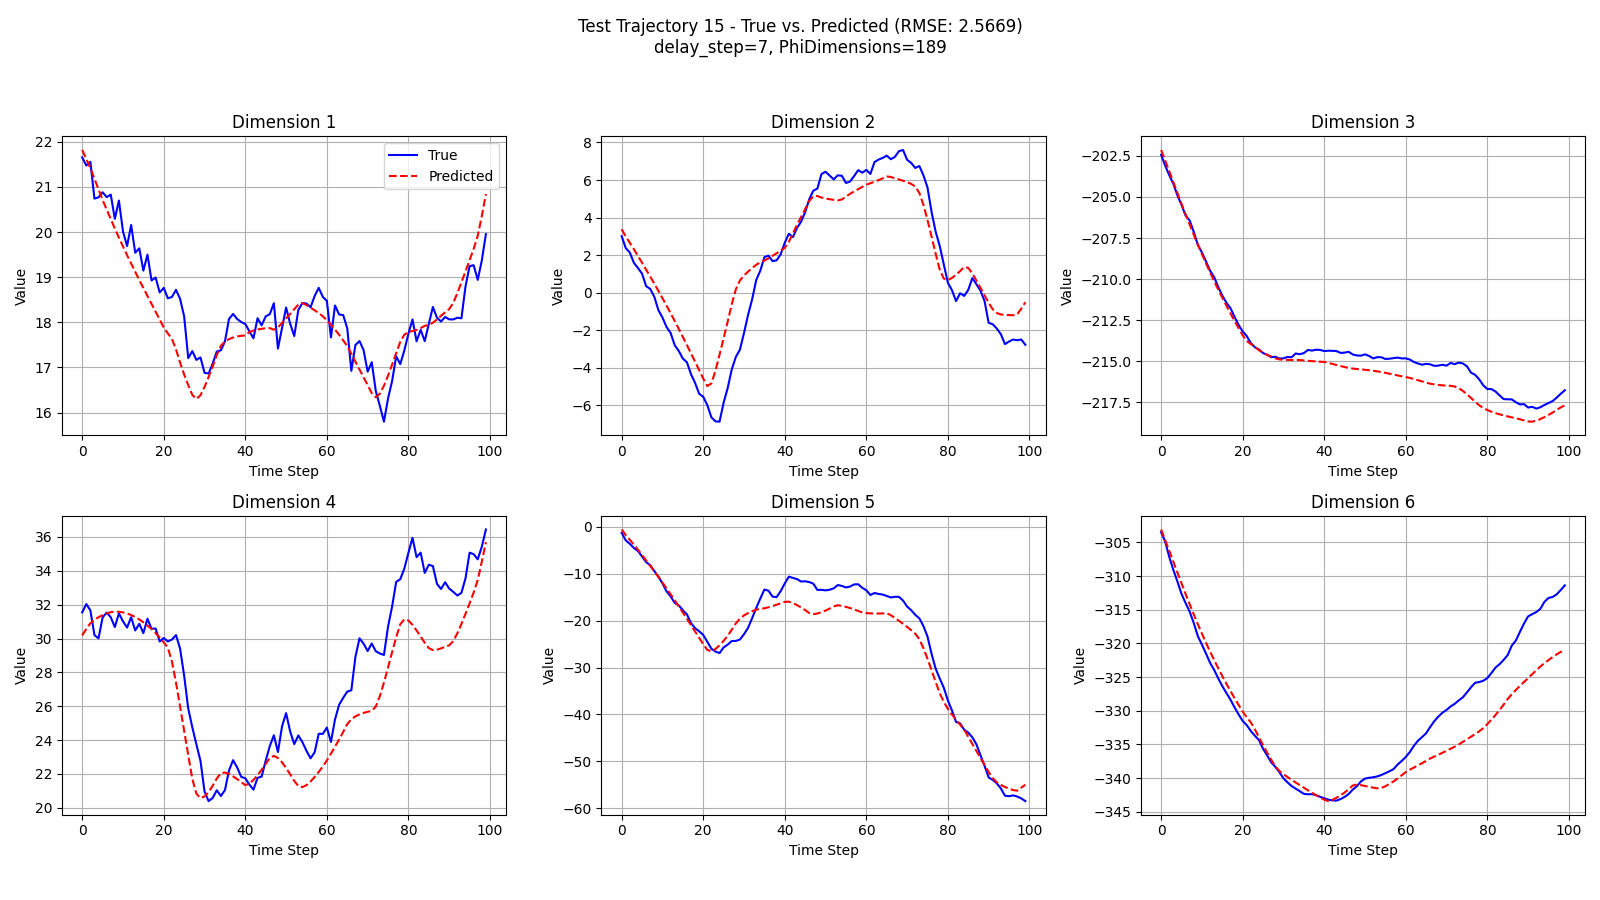 Test Trajectory 15 - True vs. Predicted (RMSE: 2.5669)
delay_step=7, PhiDimensions=189
Dimension 1
22
21
20
19
18
17
16
Value
0 20 40 60 80 100
Time Step
True
Predicted
Dimension 2
8
6
4
2
0
−2
−4
−6
Value
0 20 40 60 80 100
Time Step
Dimension 3
−202.5
−205.0
−207.5
−210.0
−212.5
−215.0
−217.5
Value
0 20 40 60 80 100
Time Step
Dimension 4
36
34
32
30
28
26
24
22
20
Value
0 20 40 60 80 100
Time Step
Dimension 5
0
−10
−20
−30
−40
−50
−60
Value
0 20 40 60 80 100
Time Step
Dimension 6
−305
−310
−315
−320
−325
−330
−335
−340
−345
Value
0 20 40 60 80 100
Time Step